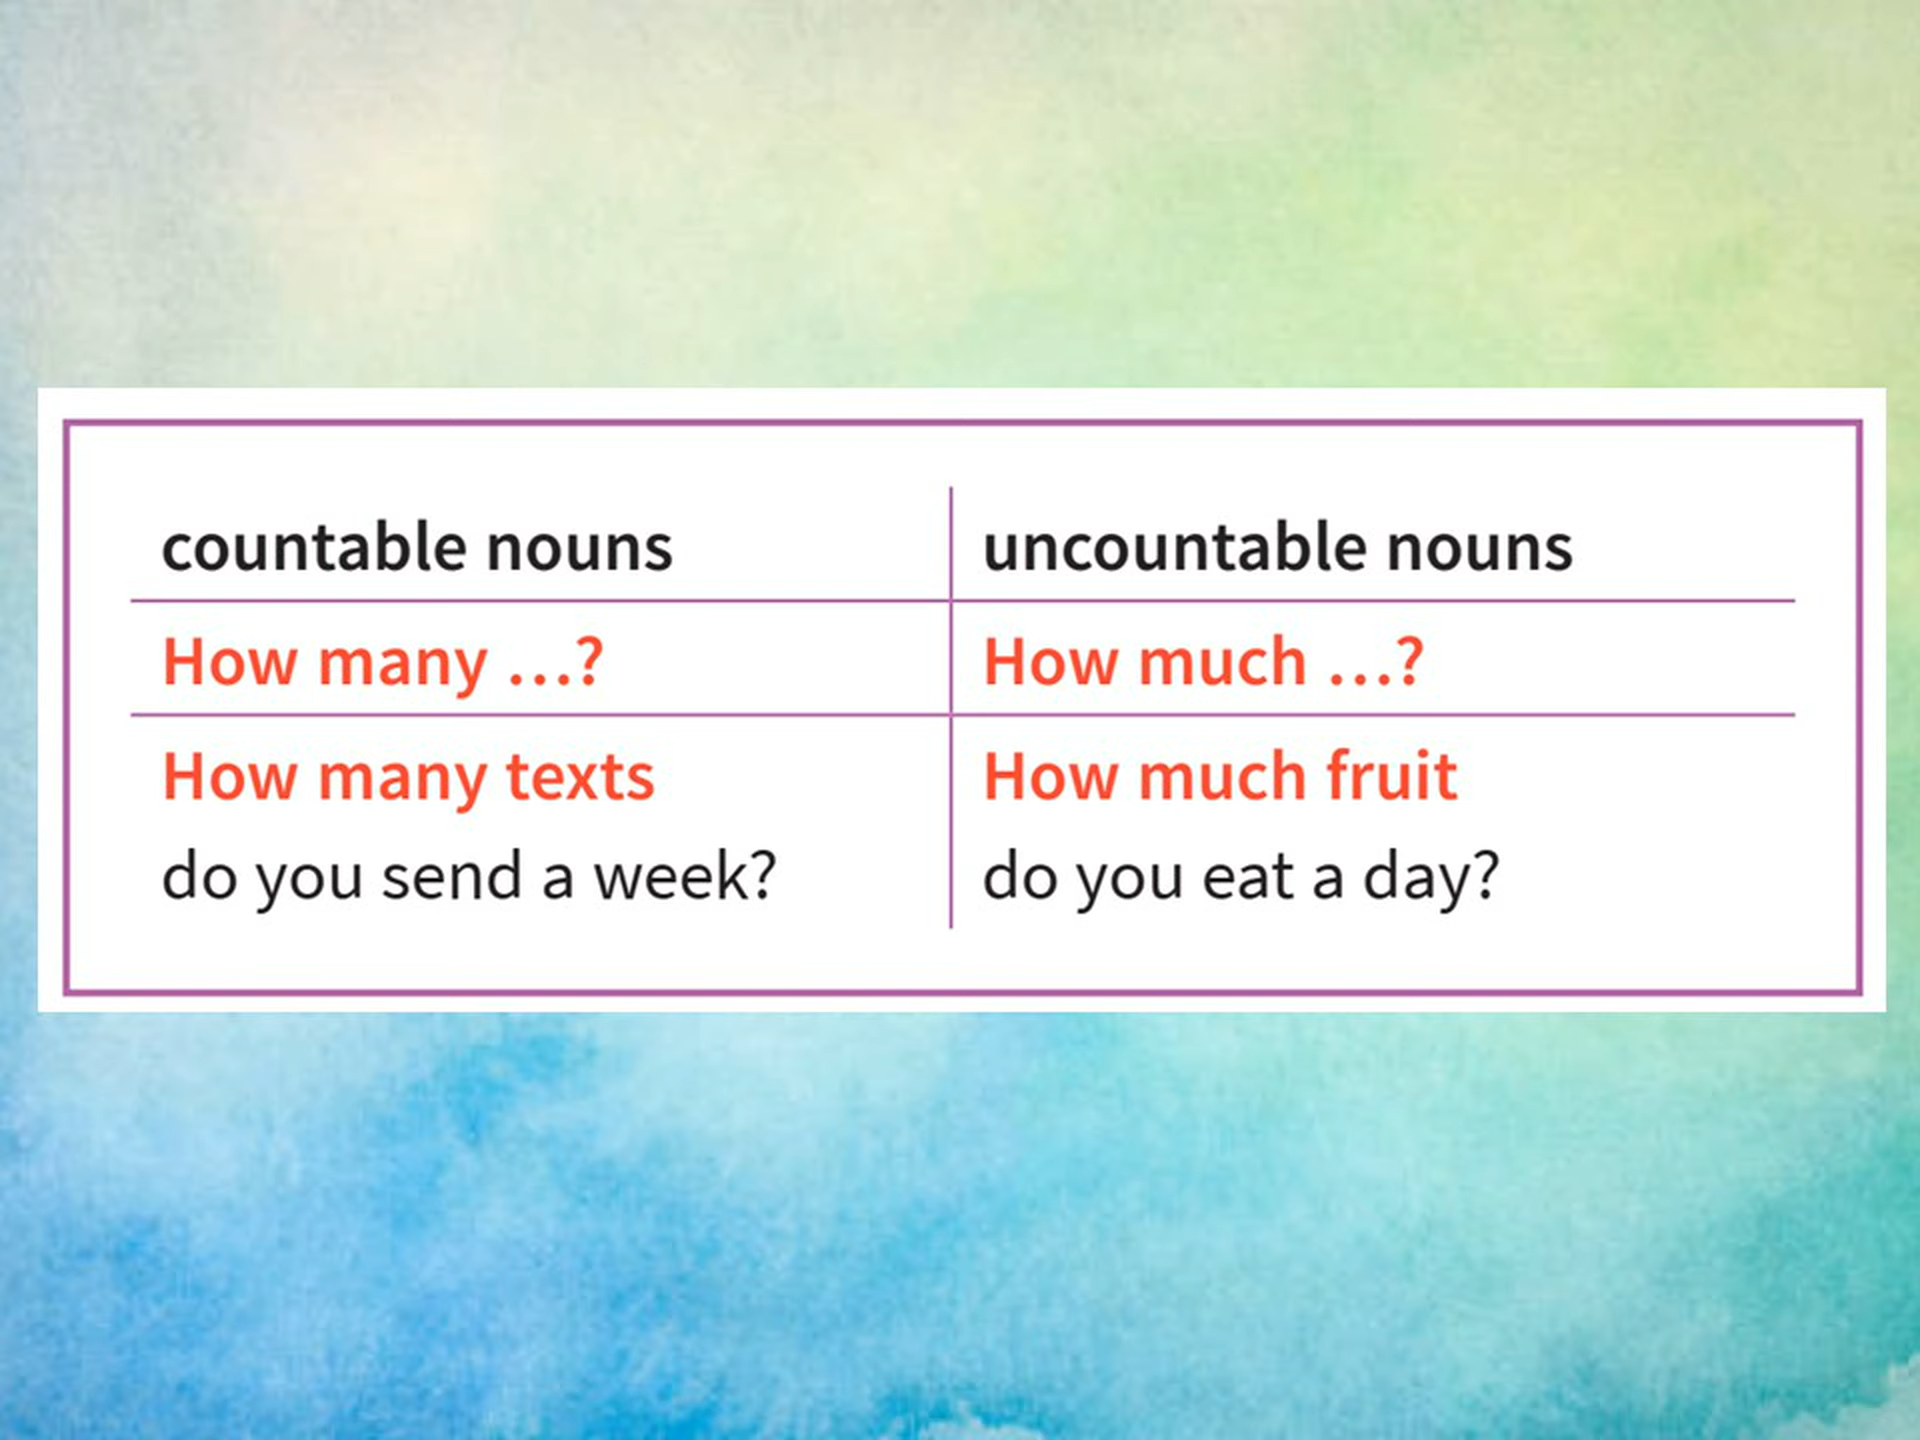 countable nouns
uncountable nouns
How many …?
How much …?
How many texts
do you send a week?
How much fruit
do you eat a day?